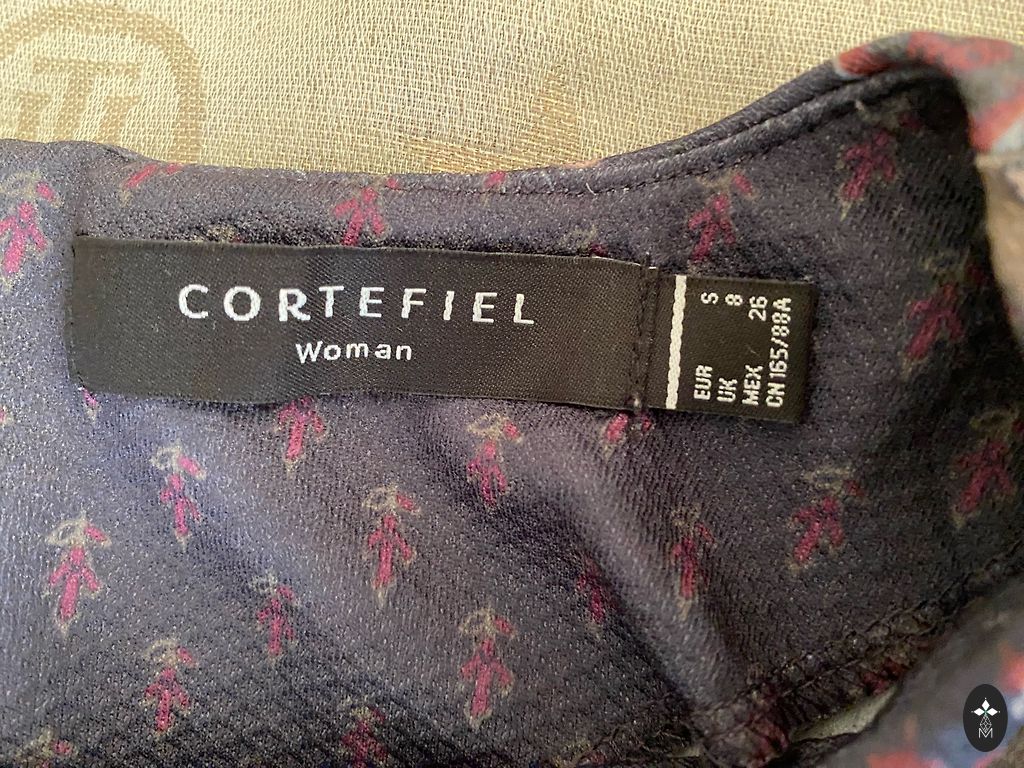 CORTEFIEL
Woman
EUR S
UK 8
MEX 26
CN 165/88A
M